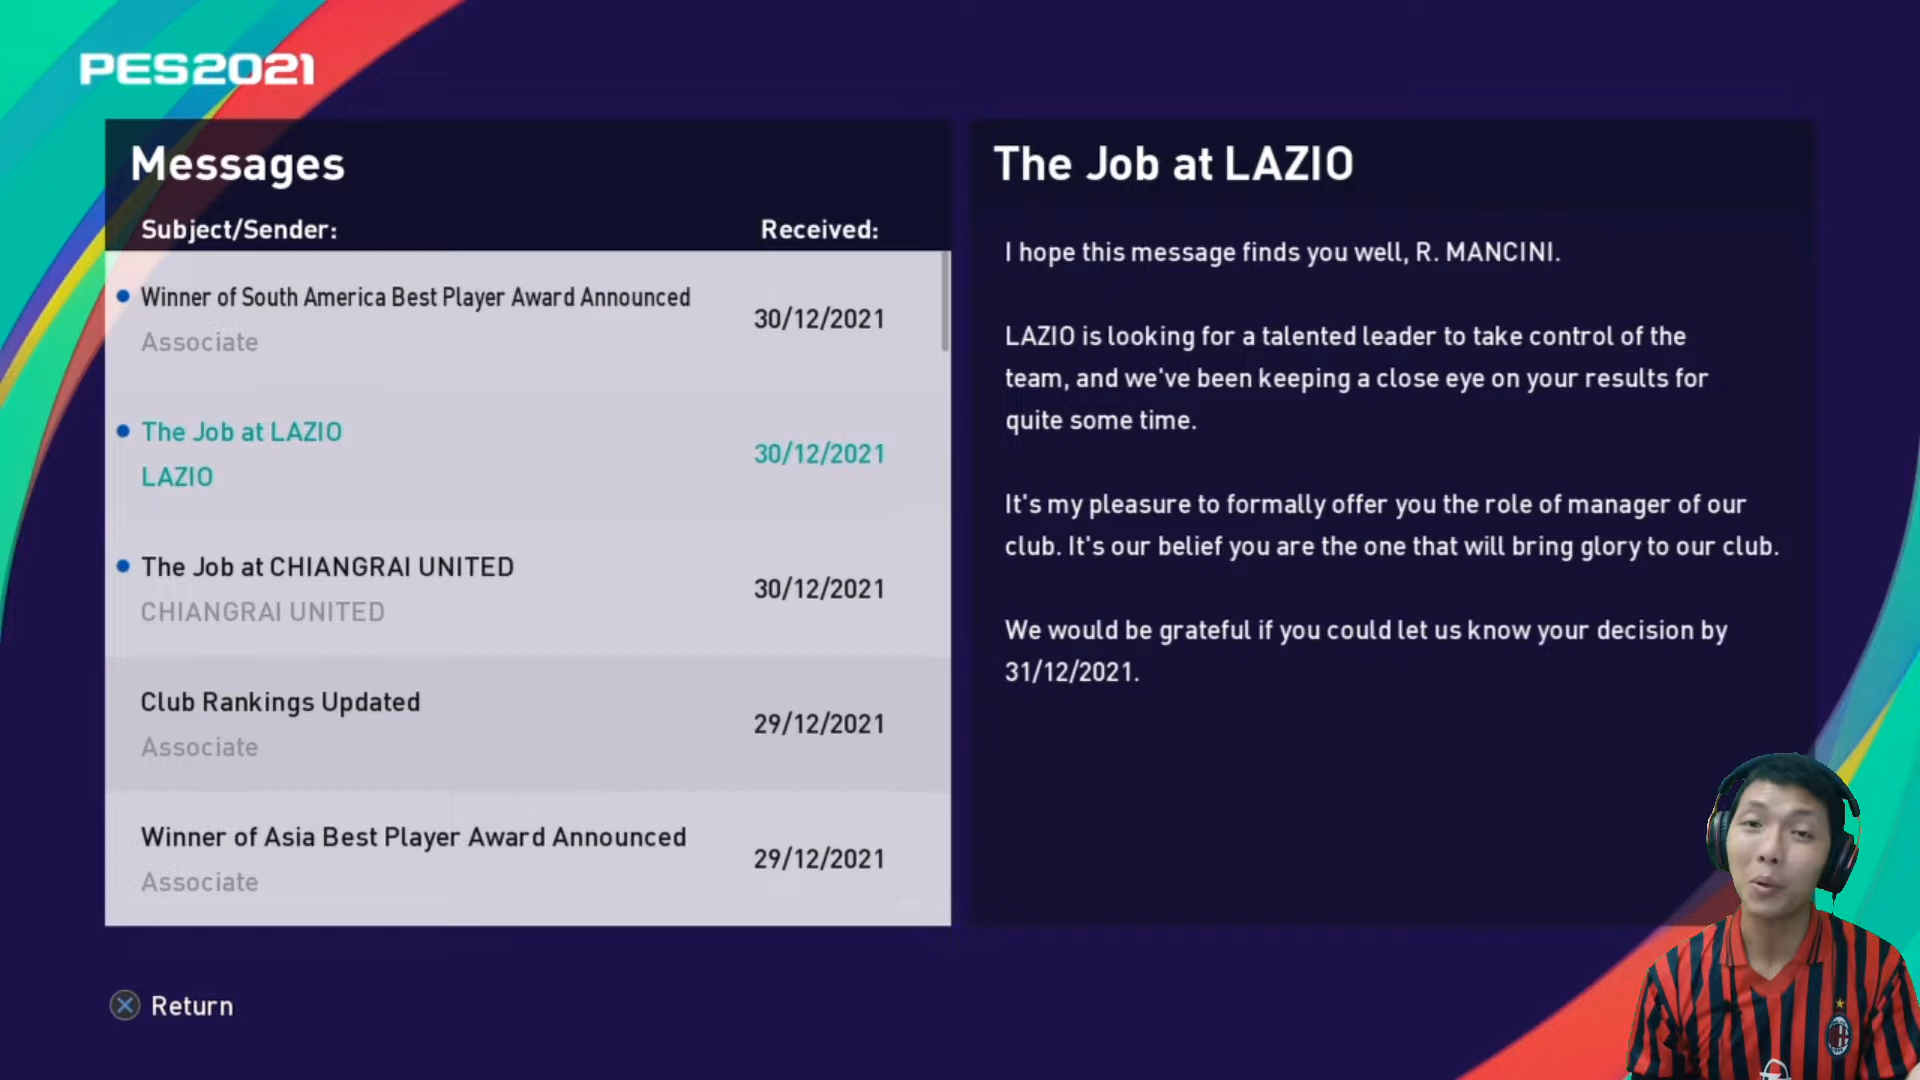 PES2021
Messages
Subject/Sender:
Received:
Winner of South America Best Player Award Announced
Associate
30/12/2021
The Job at LAZIO
LAZIO
30/12/2021
The Job at CHIANGRAI UNITED
CHIANGRAI UNITED
30/12/2021
Club Rankings Updated
Associate
29/12/2021
Winner of Asia Best Player Award Announced
Associate
29/12/2021
The Job at LAZIO
I hope this message finds you well, R. MANCINI.
LAZIO is looking for a talented leader to take control of the
team, and we've been keeping a close eye on your results for
quite some time.
It's my pleasure to formally offer you the role of manager of our
club. It's our belief you are the one that will bring glory to our club.
We would be grateful if you could let us know your decision by
31/12/2021.
Return